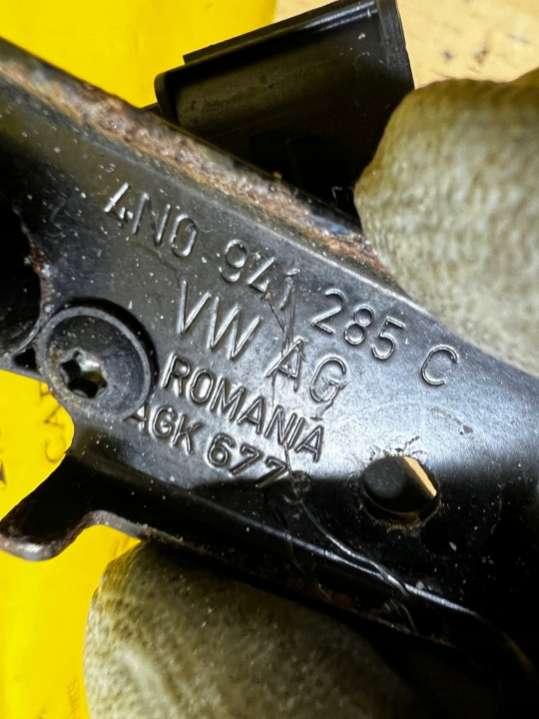 4N0 941 285 C
VW AG
ROMANIA
AGK 677